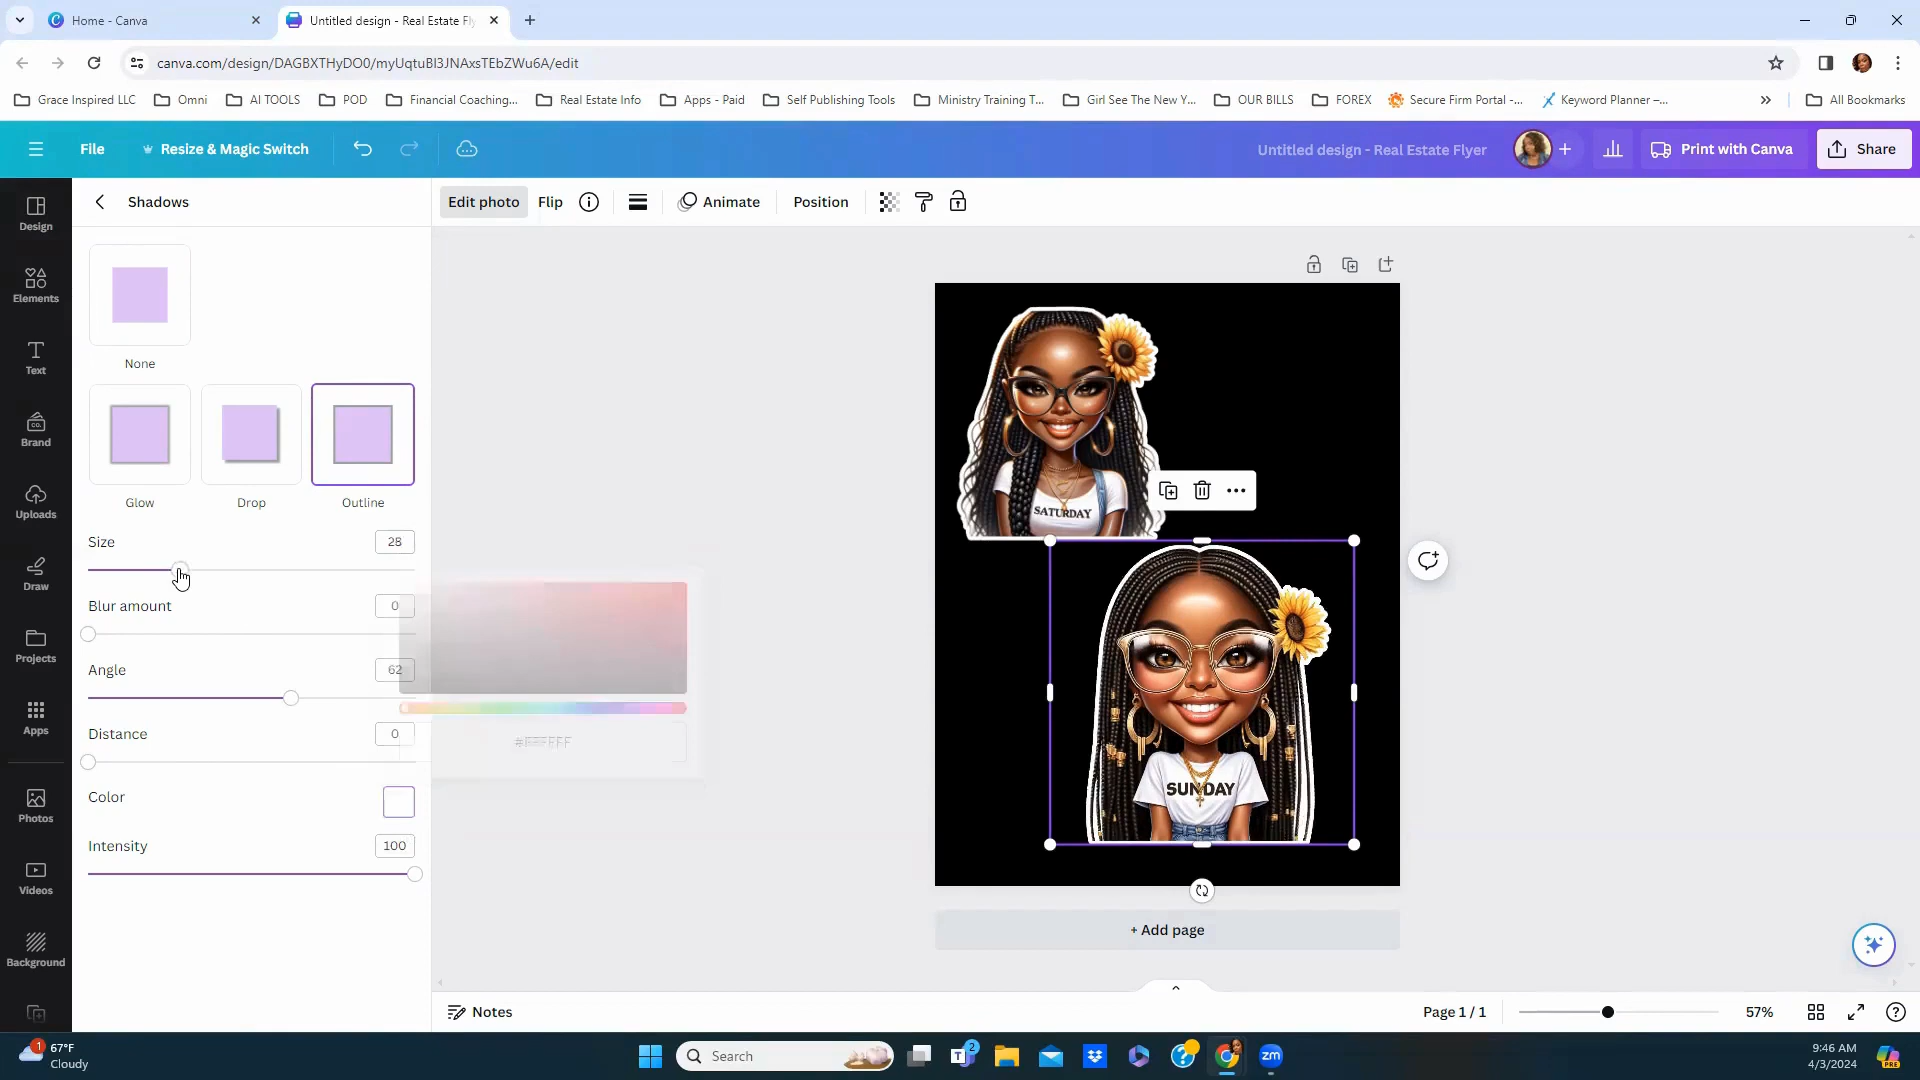 Home - Canva
Untitled design - Real Estate Fl
canva.com/design/DAGBXTHyDO0/myUqtuBI3JNAxsTEbZWu6A/edit
Grace Inspired LLC
Omni
AI TOOLS
POD
Financial Coaching...
Real Estate Info
Apps - Paid
Self Publishing Tools
Ministry Training T...
Girl See The New Y...
OUR BILLS
FOREX
Secure Firm Portal -...
Keyword Planner –...
All Bookmarks
File
Resize & Magic Switch
Untitled design - Real Estate Flyer
Print with Canva
Share
Design
Elements
Text
Brand
Uploads
Draw
Projects
Apps
Photos
Videos
Background
Shadows
Edit photo
Flip
Animate
Position
None
Glow
Drop
Outline
Size
28
Blur amount
0
Angle
62
Distance
0
Color
Intensity
100
#FFFFFF
SATURDAY
SUNDAY
+ Add page
Notes
Page 1 / 1
57%
1
67°F
Cloudy
Search
2
zm
9:46 AM
4/3/2024